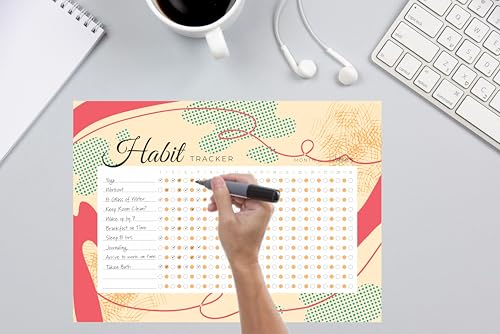 Habit TRACKER
MONTH:
Yoga
Workout
8 Glass of Water
Keep Room Clean?
Wake up by 7
Breakfast on Time
Sleep 8 hrs
Journaling
Arrive to work on time
Taken Bath